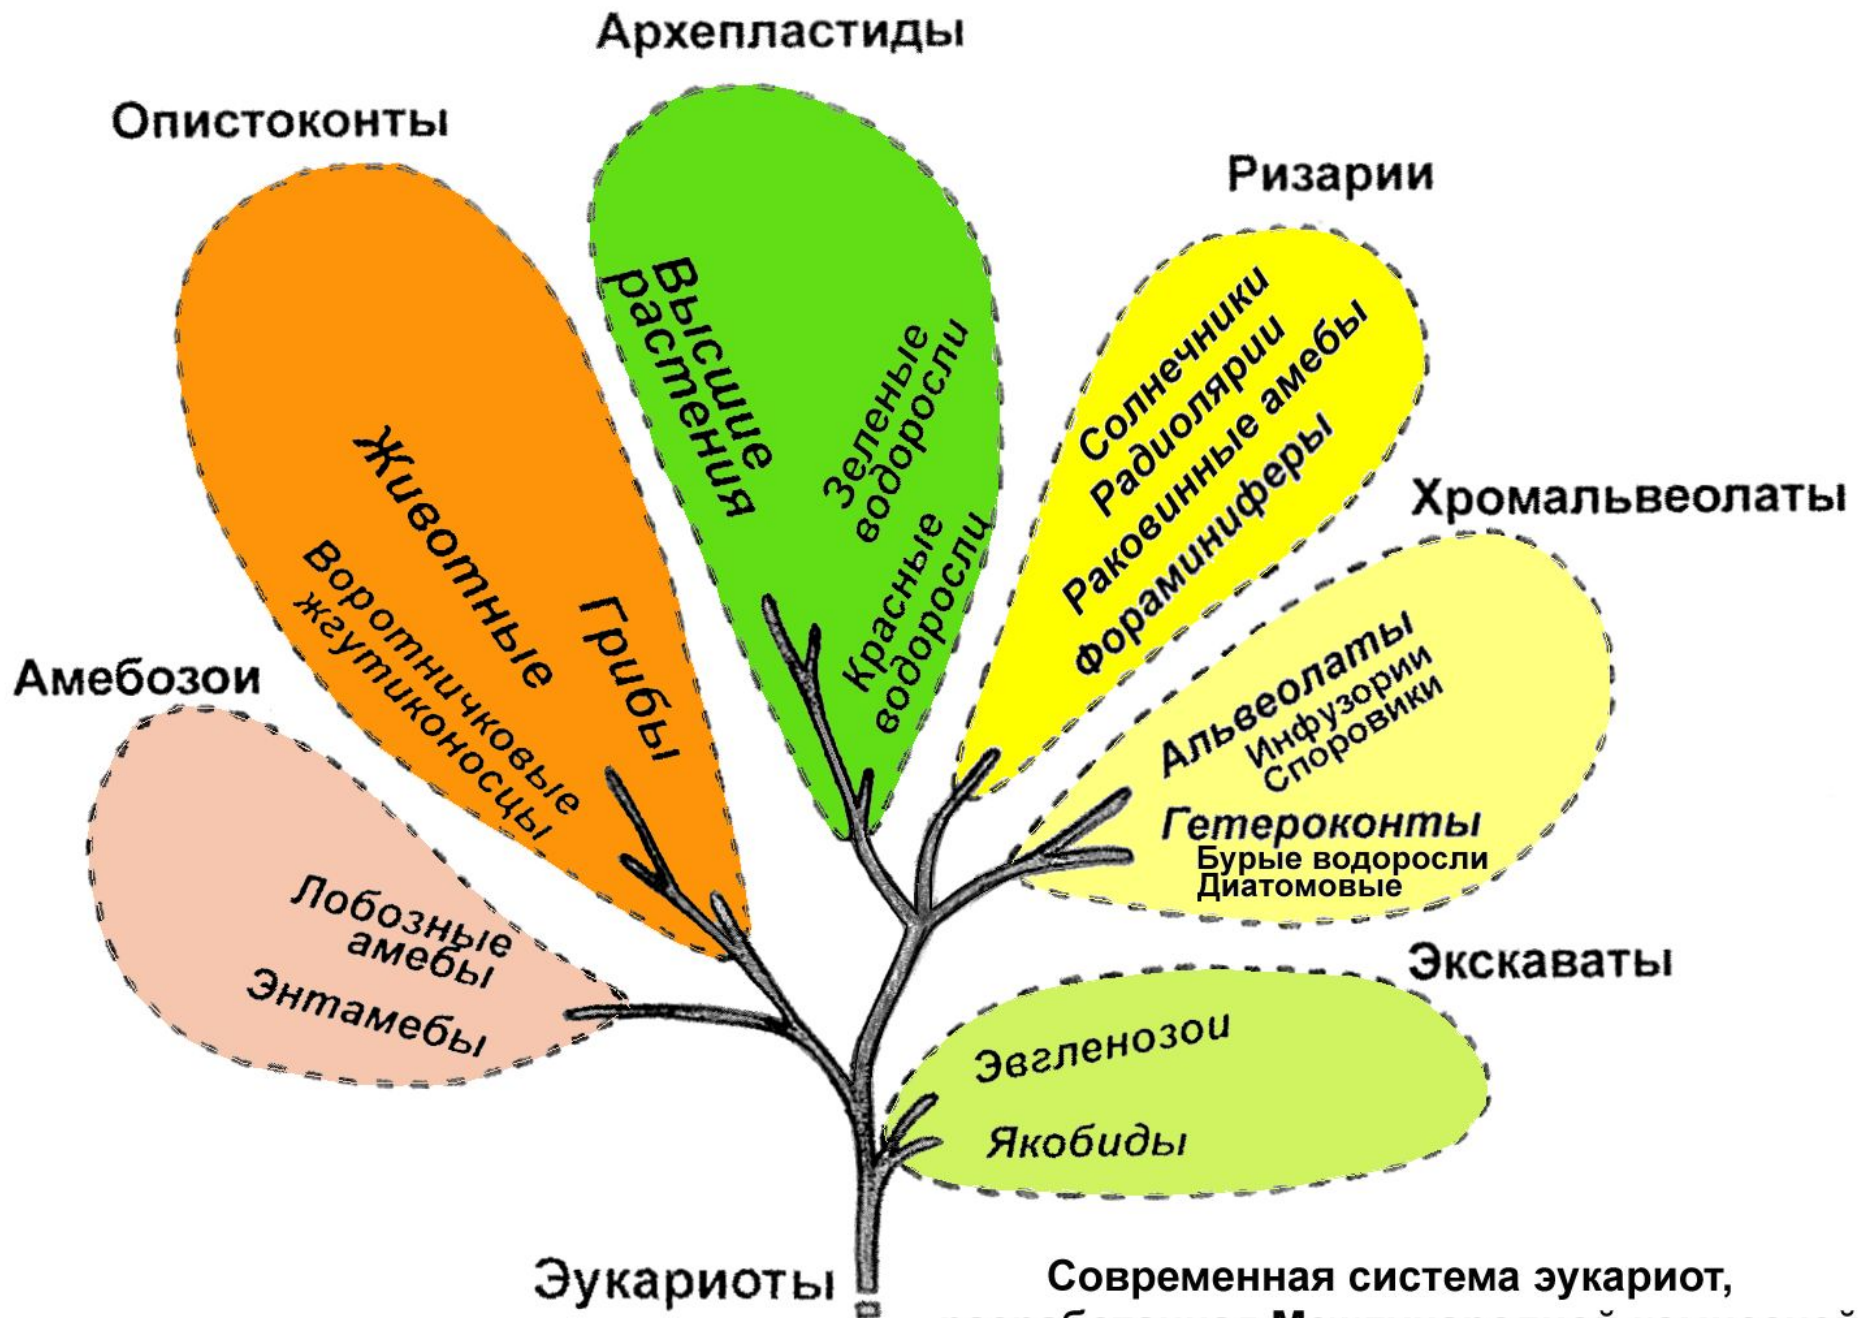 Архепластиды
Опистоконты
Ризарии
Высшие
растения
Зеленые
водоросли
Красные
водоросли
Солнечники
Радиолярии
Раковинные амебы
Фораминиферы
Животные
Воротничковые
жгутиконосцы
Грибы
Хромальвеолаты
Альвеолаты
Инфузории
Споровики
Гетероконты
Бурые водоросли
Диатомовые
Амебозои
Лобозные
амебы
Энтамебы
Экскаваты
Эвгленозои
Якобиды
Эукариоты
Современная система эукариот,